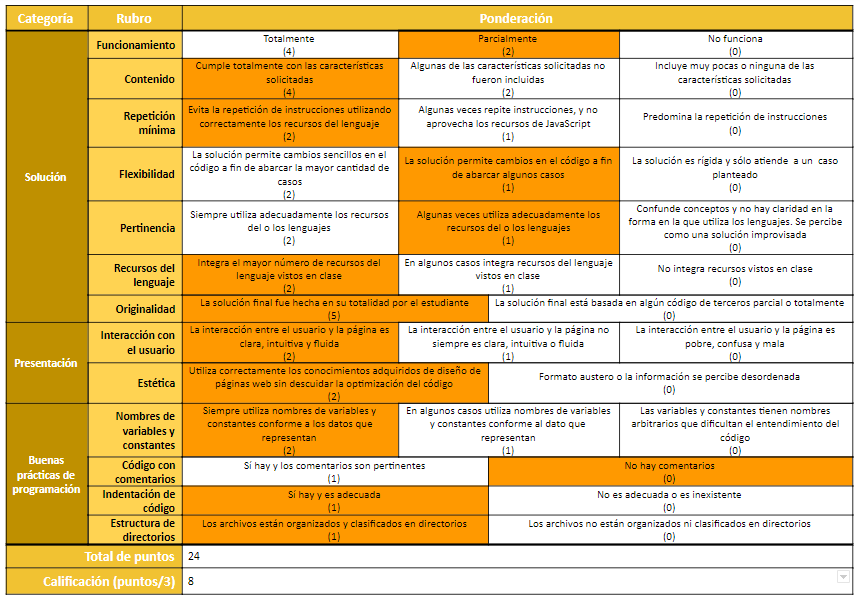 Categoría Rubro Ponderación
Solución
Funcionamiento
Totalmente
(4)
Parcialmente
(2)
No funciona
(0)
Contenido
Cumple totalmente con las características
solicitadas
(4)
Algunas de las características solicitadas no
fueron incluidas
(2)
Incluye muy pocas o ninguna de las
características solicitadas
(0)
Repetición
mínima
Evita la repetición de instrucciones utilizando
correctamente los recursos del lenguaje
(2)
Algunas veces repite instrucciones, y no
aprovecha los recursos de JavaScript
(1)
Predomina la repetición de instrucciones
(0)
Flexibilidad
La solución permite cambios sencillos en el
código a fin de abarcar la mayor cantidad de
casos
(2)
La solución permite cambios en el código a fin
de abarcar algunos casos
(1)
La solución es rígida y sólo atiende a un caso
planteado
(0)
Pertinencia
Siempre utiliza adecuadamente los recursos
del o los lenguajes
(2)
Algunas veces utiliza adecuadamente los
recursos del o los lenguajes
(1)
Confunde conceptos y no hay claridad en la
forma en la que utiliza los lenguajes. Se percibe
como una solución improvisada
(0)
Recursos del
lenguaje
Integra el mayor número de recursos del
lenguaje vistos en clase
(2)
En algunos casos integra recursos del lenguaje
vistos en clase
(1)
No integra recursos vistos en clase
(0)
Originalidad
La solución final fue hecha en su totalidad por el estudiante
(5)
La solución final está basada en algún código de terceros parcial o totalmente
(0)
Presentación
Interacción con
el usuario
La interacción entre el usuario y la página es
clara, intuitiva y fluida
(2)
La interacción entre el usuario y la página no
siempre es clara, intuitiva o fluida
(1)
La interacción entre el usuario y la página es
pobre, confusa y mala
(0)
Estética
Utiliza correctamente los conocimientos adquiridos de diseño de
páginas web sin descuidar la optimización del código
(2)
Formato austero o la información se percibe desordenada
(0)
Buenas
prácticas de
programación
Nombres de
variables y
constantes
Siempre utiliza nombres de variables y
constantes conforme a los datos que
representan
(2)
En algunos casos utiliza nombres de variables
y constantes conforme al dato que
representan
(1)
Las variables y constantes tienen nombres
arbitrarios que dificultan el entendimiento del
código
(0)
Código con
comentarios
Sí hay y los comentarios son pertinentes
(1)
No hay comentarios
(0)
Indentación de
código
Sí hay y es adecuada
(1)
No es adecuada o es inexistente
(0)
Estructura de
directorios
Los archivos están organizados y clasificados en directorios
(1)
Los archivos no están organizados ni clasificados en directorios
(0)
Total de puntos 24
Calificación (puntos/3) 8